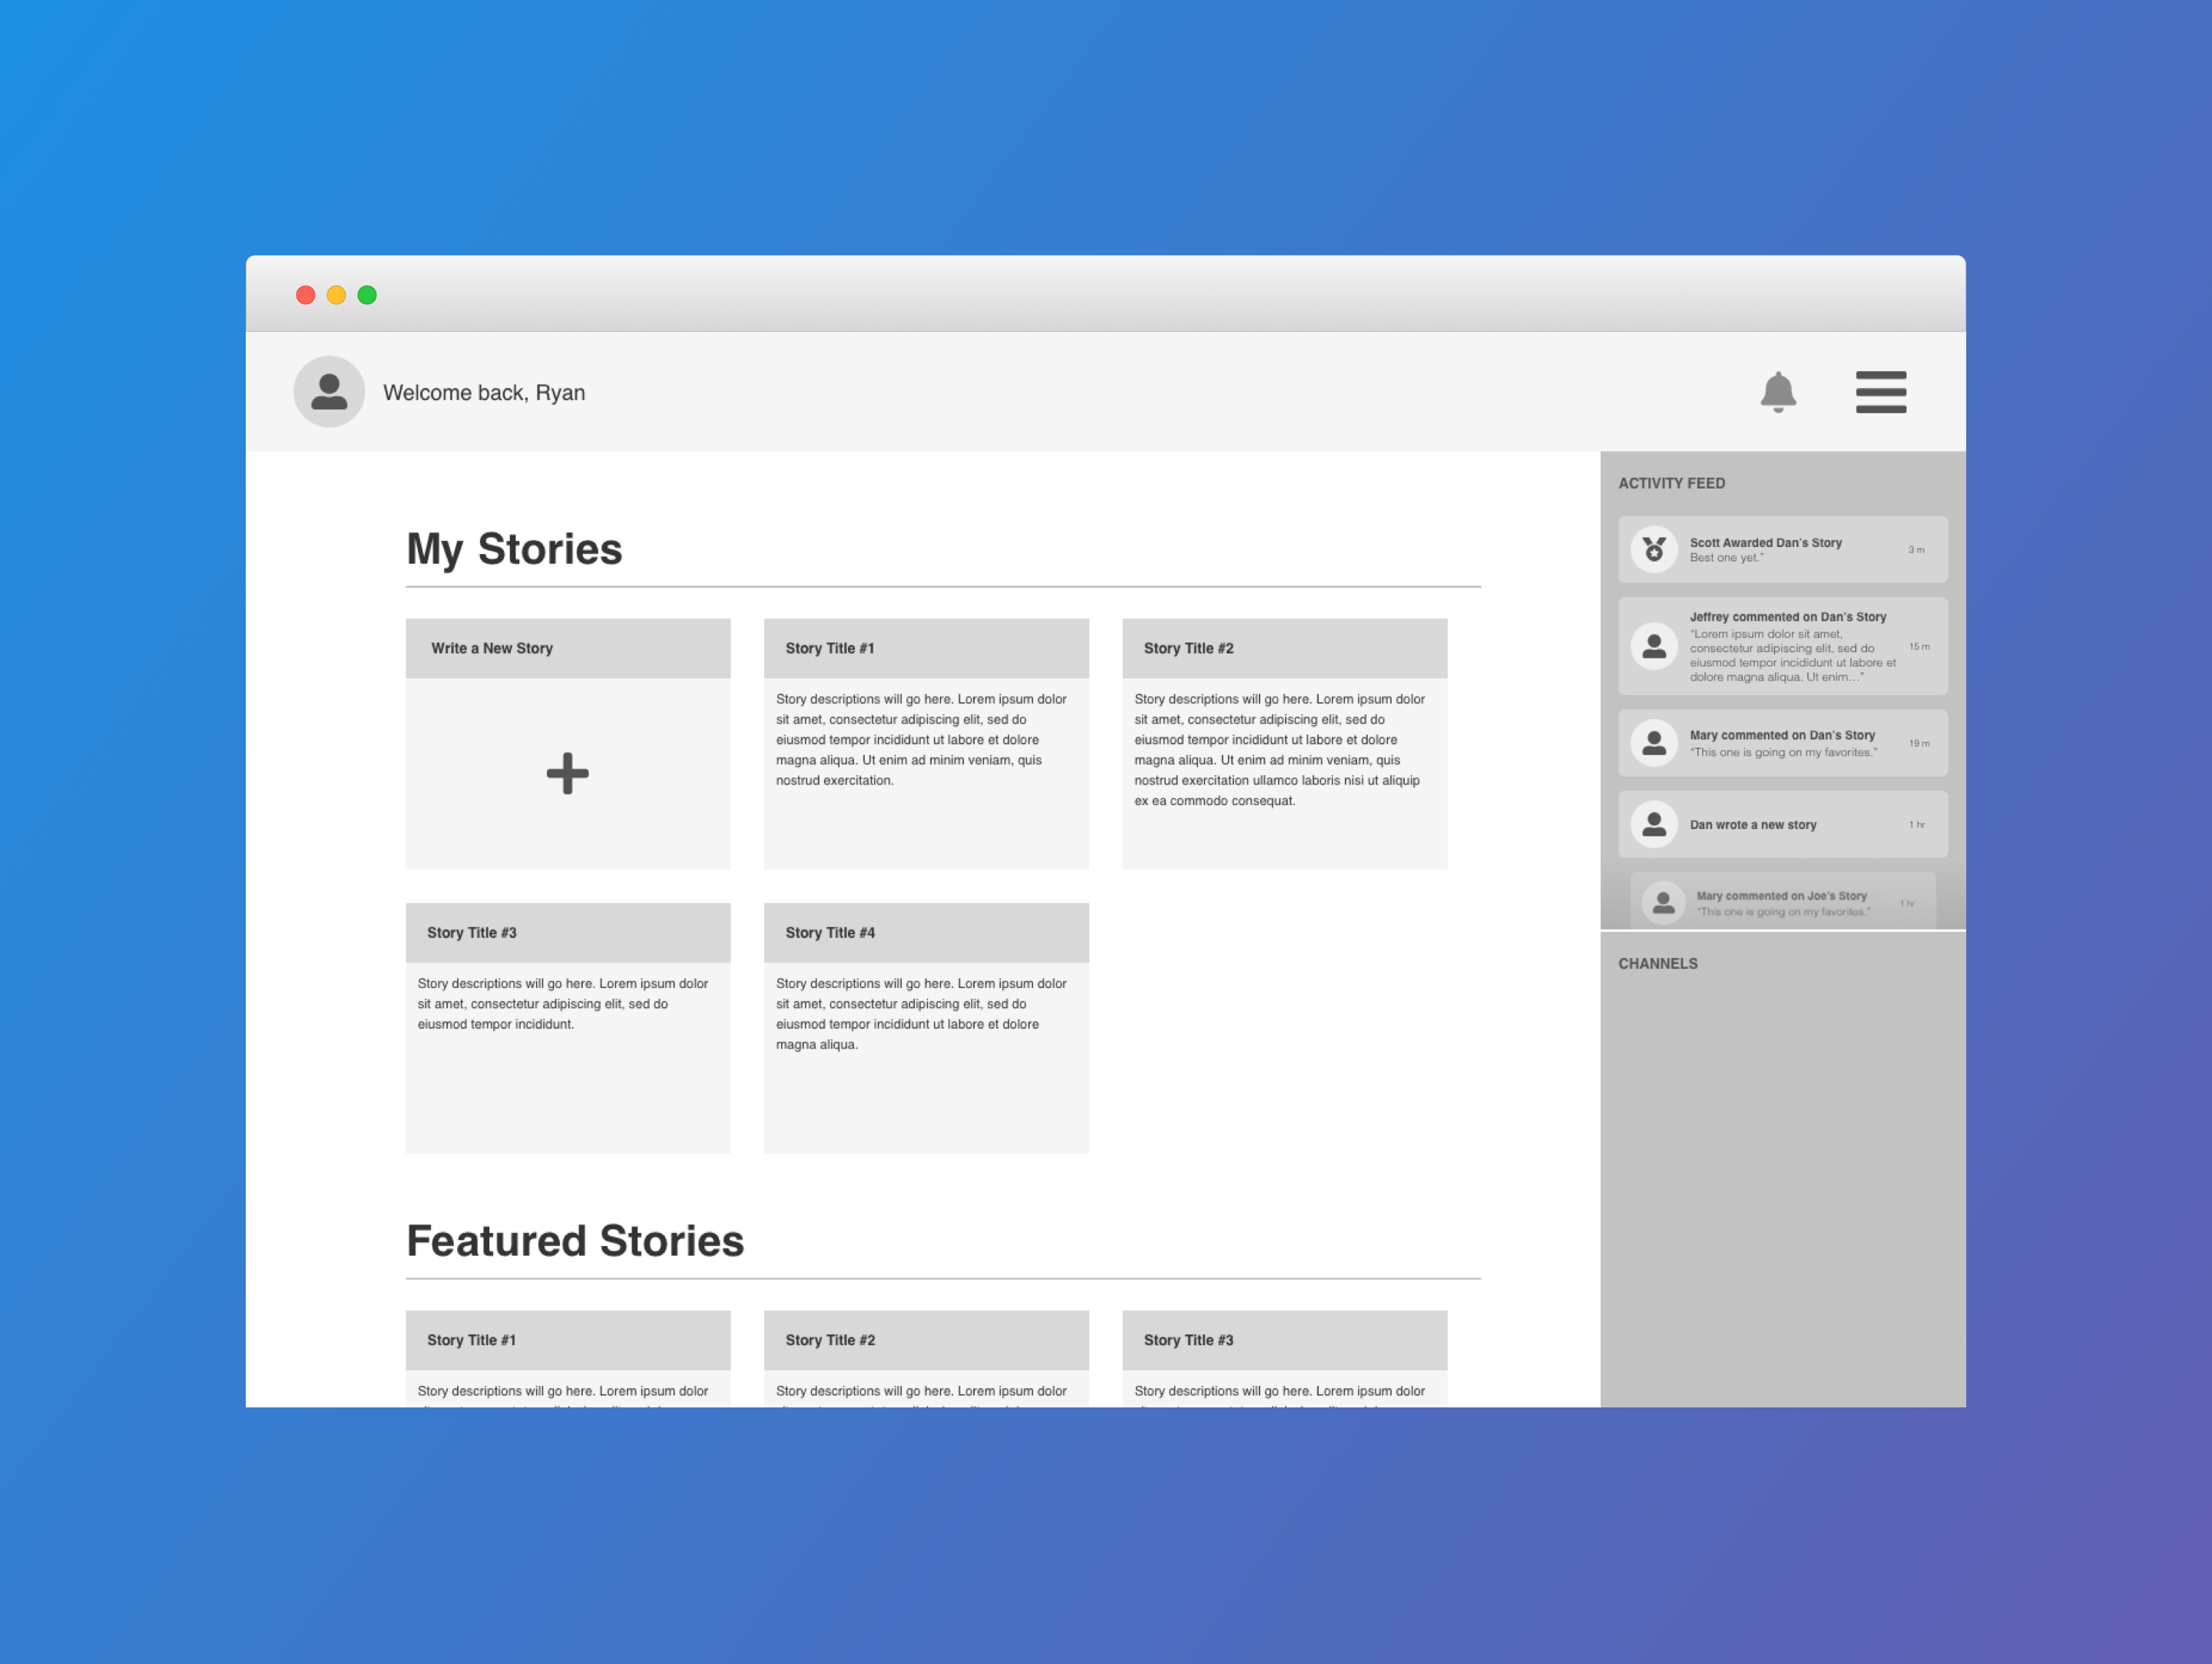 Welcome back, Ryan
My Stories
Write a New Story
Story Title #1
Story descriptions will go here. Lorem ipsum dolor
sit amet, consectetur adipiscing elit, sed do
eiusmod tempor incididunt ut labore et dolore
magna aliqua. Ut enim ad minim veniam, quis
nostrud exercitation.
Story Title #2
Story descriptions will go here. Lorem ipsum dolor
sit amet, consectetur adipiscing elit, sed do
eiusmod tempor incididunt ut labore et dolore
magna aliqua. Ut enim ad minim veniam, quis
nostrud exercitation ullamco laboris nisi ut aliquip
ex ea commodo consequat.
Story Title #3
Story descriptions will go here. Lorem ipsum dolor
sit amet, consectetur adipiscing elit, sed do
eiusmod tempor incididunt.
Story Title #4
Story descriptions will go here. Lorem ipsum dolor
sit amet, consectetur adipiscing elit, sed do
eiusmod tempor incididunt ut labore et dolore
magna aliqua.
Featured Stories
Story Title #1
Story descriptions will go here. Lorem ipsum dolor
Story Title #2
Story descriptions will go here. Lorem ipsum dolor
Story Title #3
Story descriptions will go here. Lorem ipsum dolor
ACTIVITY FEED
Scott Awarded Dan's Story
Best one yet."
3 m
Jeffrey commented on Dan's Story
"Lorem ipsum dolor sit amet,
consectetur adipiscing elit, sed do
eiusmod tempor incididunt ut labore et
dolore magna aliqua. Ut enim…"
15 m
Mary commented on Dan's Story
"This one is going on my favorites."
19 m
Dan wrote a new story
1 hr
Mary commented on Joe's Story
"This one is going on my favorites."
1 hr
CHANNELS